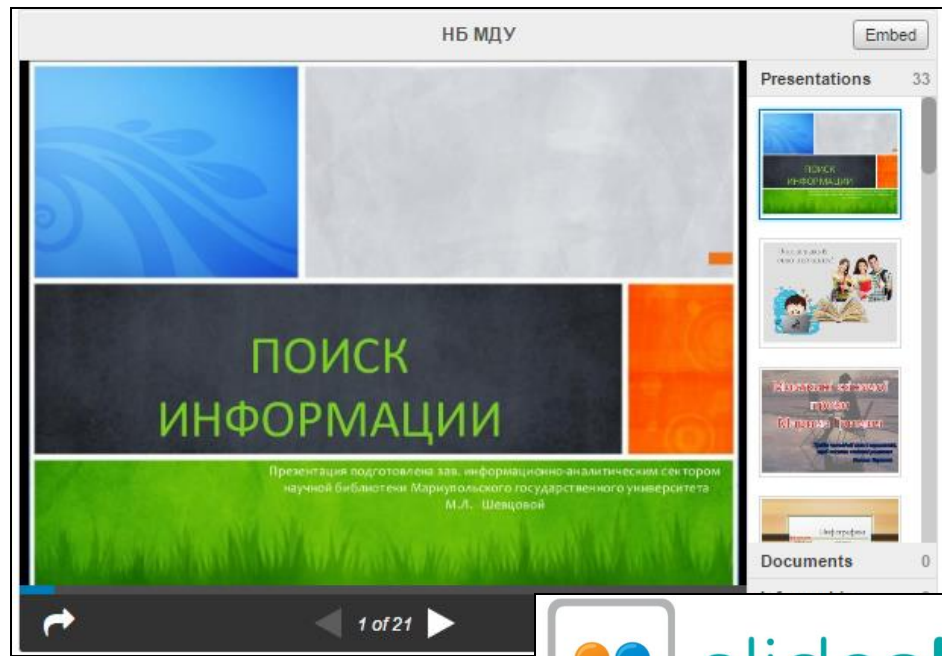 НБ МДУ
Embed
Presentations 33
ПОИСК
ИНФОРМАЦИИ
Презентация подготовлена зав. информационно-аналитическим сектором
научной библиотеки Мариупольского государственного университета
М.Л. Шевцовой
ПОИСК
ИНФОРМАЦИИ
Documents 0
1 of 21